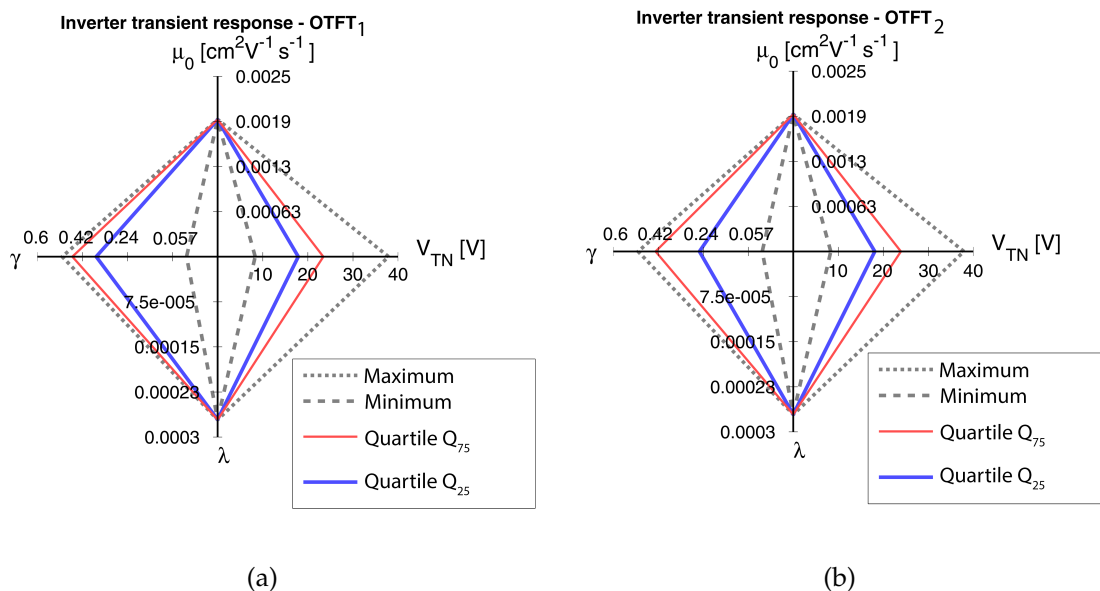 Inverter transient response - OTFT1
μ0 [cm2V-1 s-1 ]
0.0025
0.0019
0.0013
0.00063
0.6 0.42 0.24 0.057
γ
VTN [V]
10 20 30 40
7.5e-005
0.00015
0.00023
0.0003
λ
Maximum
Minimum
Quartile Q75
Quartile Q25
(a)
Inverter transient response - OTFT2
μ0 [cm2V-1 s-1 ]
0.0025
0.0019
0.0013
0.00063
0.6 0.42 0.24 0.057
γ
VTN [V]
10 20 30 40
7.5e-005
0.00015
0.00023
0.0003
λ
Maximum
Minimum
Quartile Q75
Quartile Q25
(b)